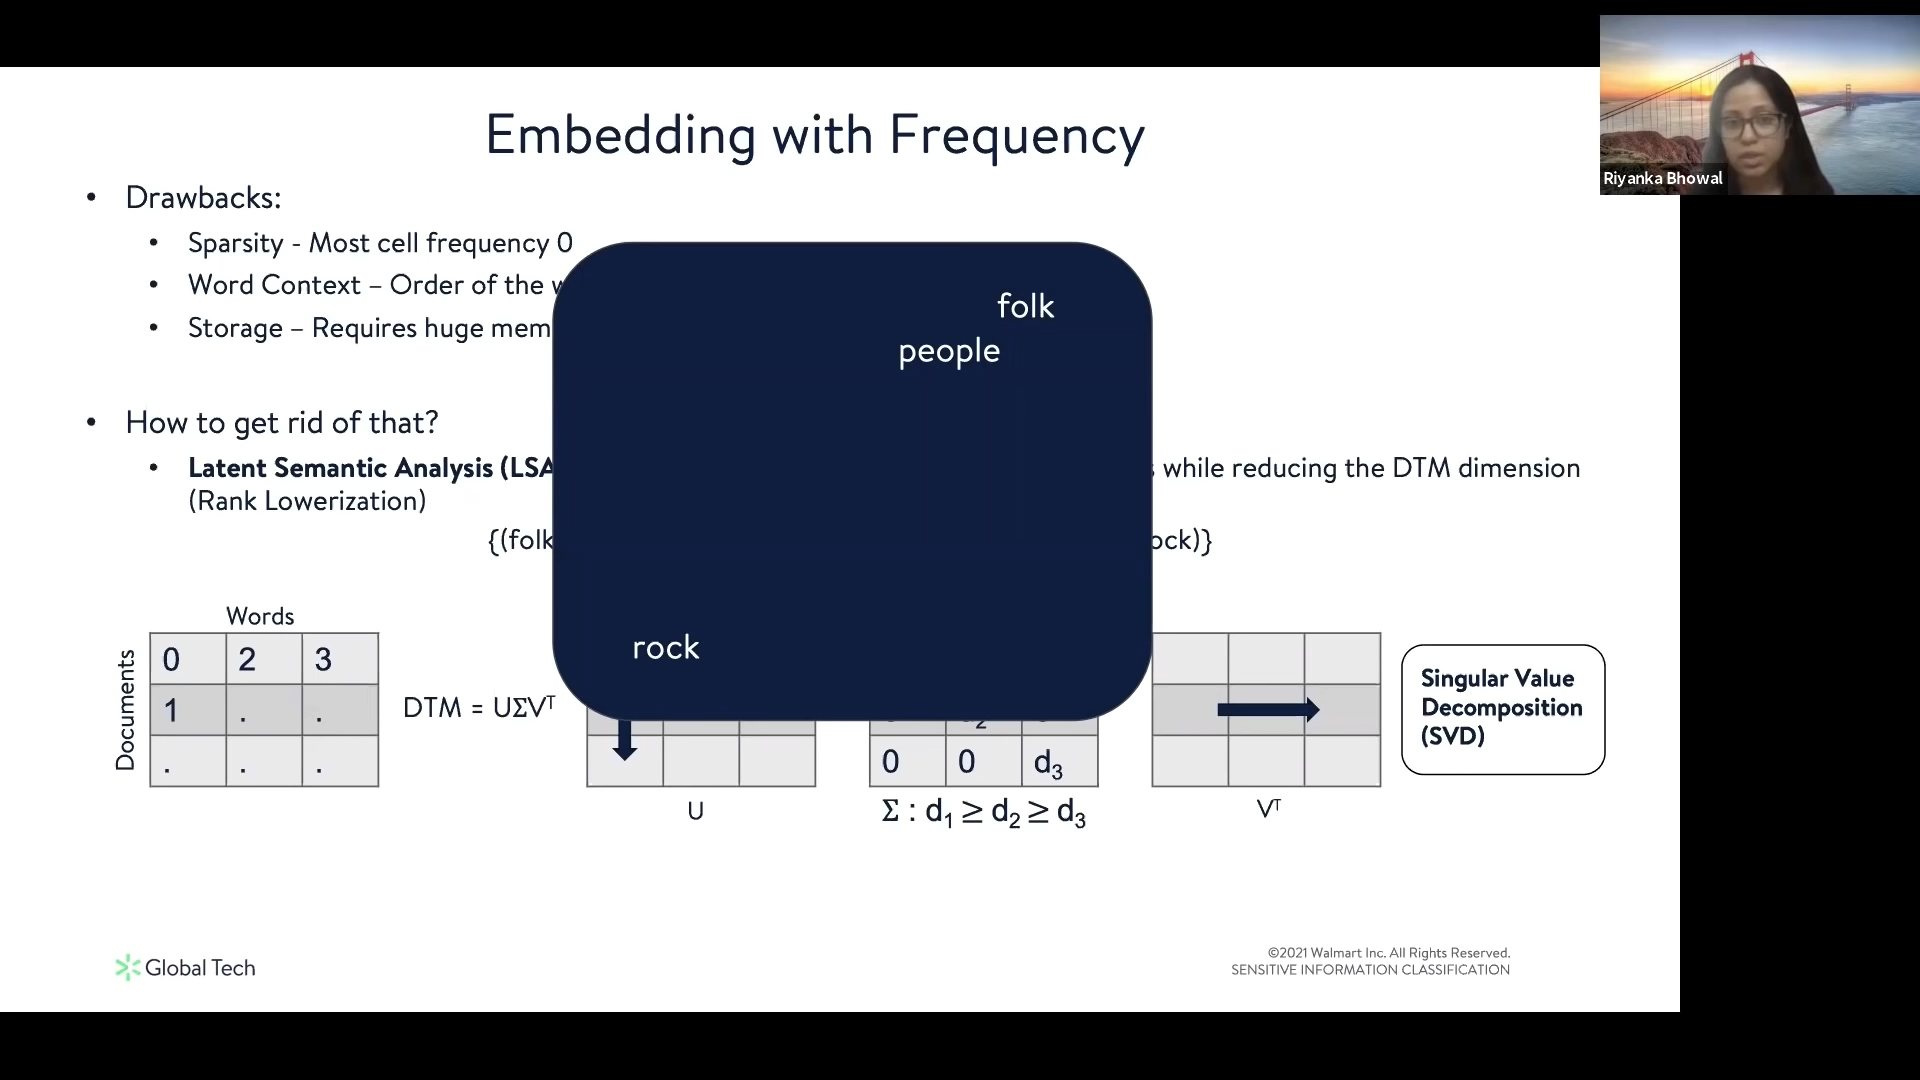 Embedding with Frequency
Riyanka Bhowal
• Drawbacks:
• Sparsity - Most cell frequency 0
• Word Context – Order of the
• Storage – Requires huge mem
folk
people
rock
• How to get rid of that?
• Latent Semantic Analysis (LSA
while reducing the DTM dimension
(Rank Lowerization)
{(folk
ock)}
Words
Documents
0 2 3
1 . .
. . .
DTM = UΣVᵀ
0 0 d₃
U
Σ : d₁ ≥ d₂ ≥ d₃
Vᵀ
Singular Value
Decomposition
(SVD)
Global Tech
©2021 Walmart Inc. All Rights Reserved.
SENSITIVE INFORMATION CLASSIFICATION